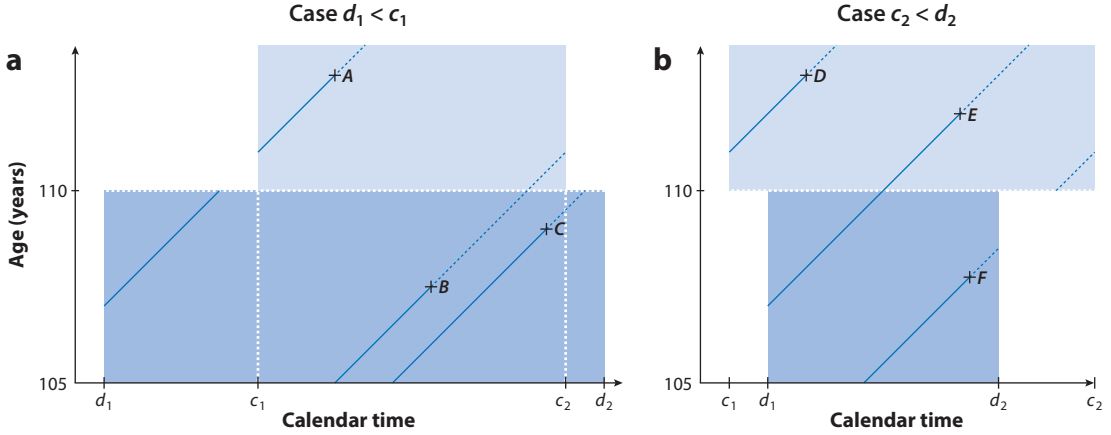 Case d₁ < c₁
Case c₂ < d₂
a
b
A
B
C
D
E
F
110
105
110
105
Age (years)
d₁
c₁
c₂
d₂
Calendar time
c₁
d₁
d₂
c₂
Calendar time